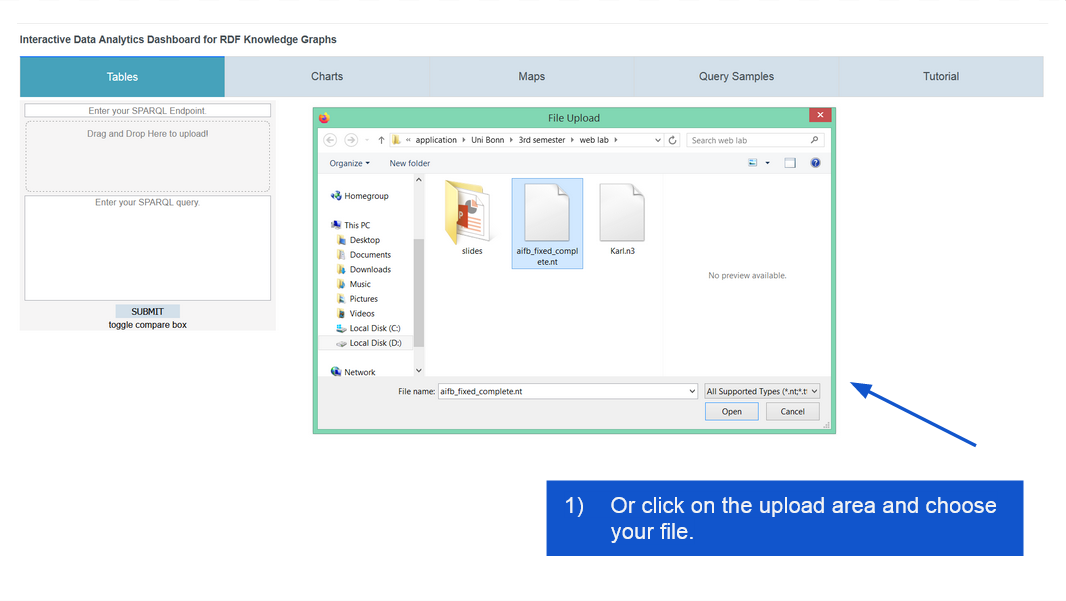 Interactive Data Analytics Dashboard for RDF Knowledge Graphs
Tables
Charts
Maps
Query Samples
Tutorial
Enter your SPARQL Endpoint.
Drag and Drop Here to upload!
Enter your SPARQL query.
SUBMIT
toggle compare box
File Upload
« application
Uni Bonn
3rd semester
web lab
Search web lab
Organize
New folder
Homegroup
This PC
Desktop
Documents
Downloads
Music
Pictures
Videos
Local Disk (C:)
Local Disk (D:)
Network
slides
aifb_fixed_compl
ete.nt
Karl.n3
No preview available.
File name:
aifb_fixed_complete.nt
All Supported Types (*.nt;*.t
Open
Cancel
1) Or click on the upload area and choose
your file.